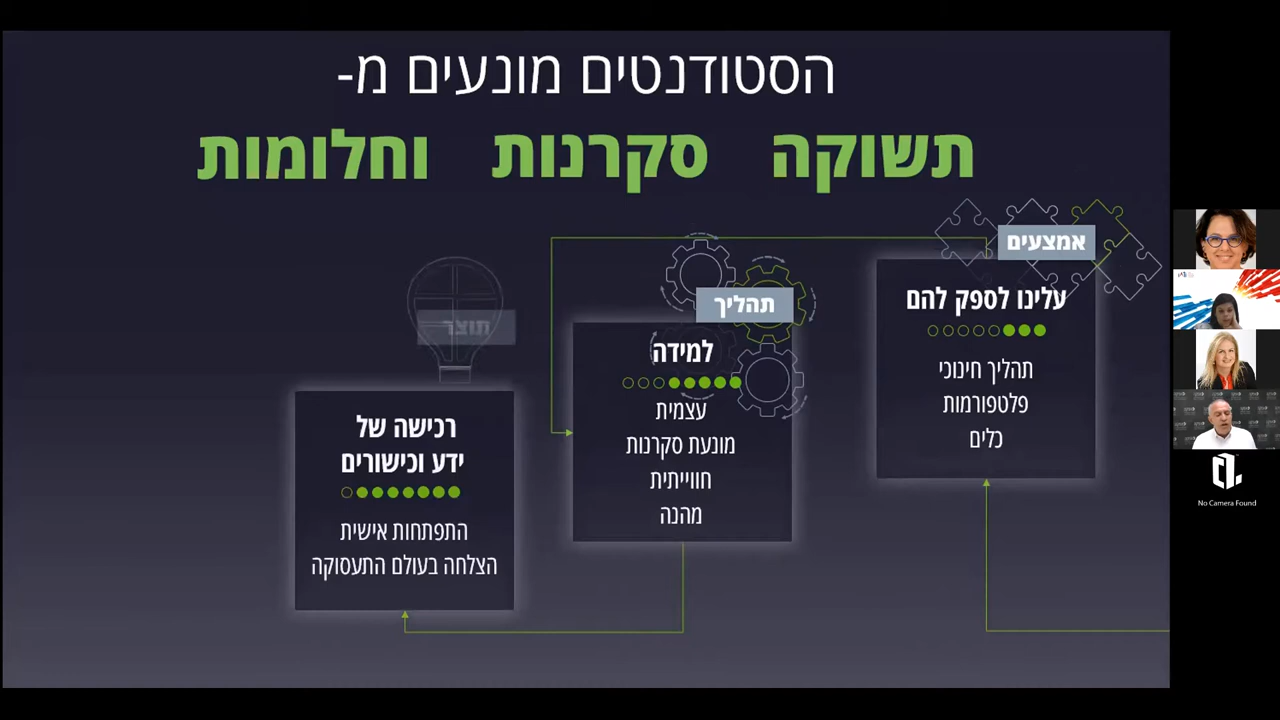 הסטודנטים מונעים מ-
תשוקה סקרנות וחלומות
אמצעים
עלינו לספק להם
תהליך חינוכי
פלטפורמות
כלים
תהליך
למידה
עצמית
מונעת סקרנות
חווייתית
מהנה
תוצר
רכישה של
ידע וכישורים
התפתחות אישית
הצלחה בעולם התעסוקה
No Camera Found